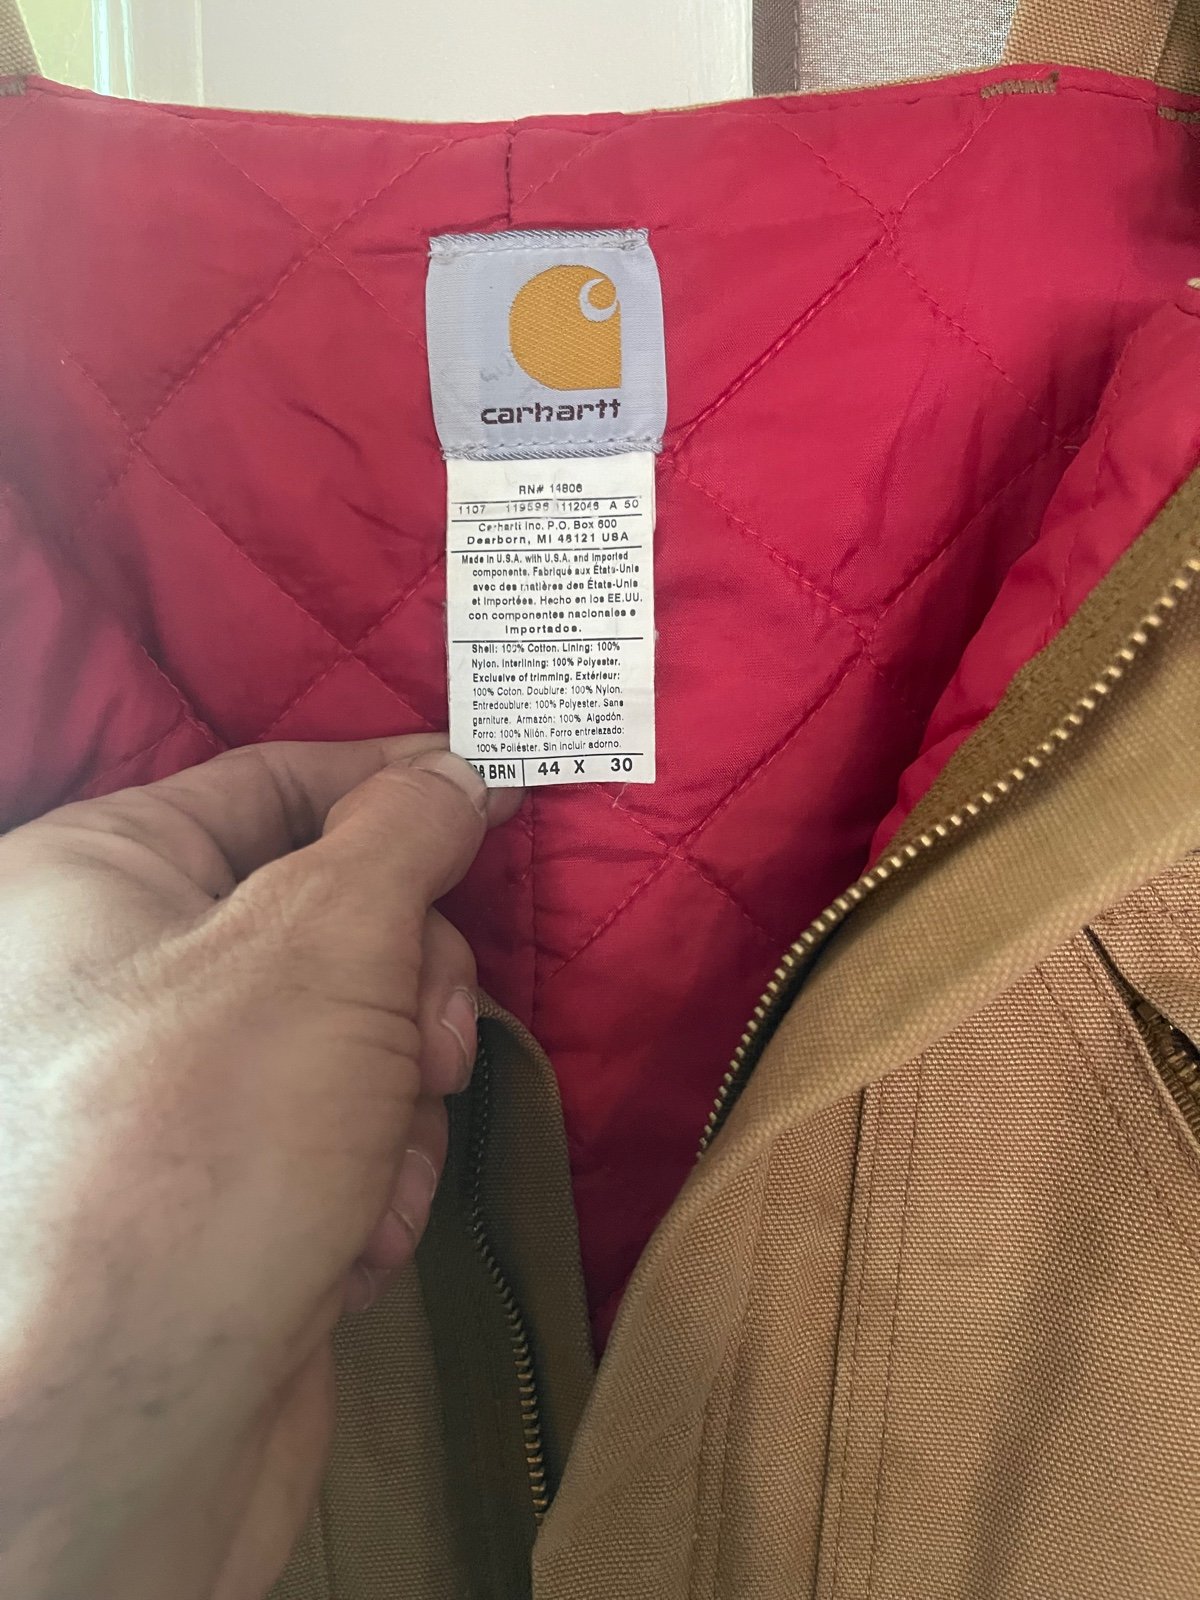 carhartt
RN# 14806
1107 119596 1112046 A 50
Carhartt Inc. P.O. Box 600
Dearborn, MI 48121 USA
Made in U.S.A. with U.S.A. and imported
components. Fabriqué aux États-Unis
avec des matières des États-Unis
et importées. Hecho en los EE.UU.
con componentes nacionales e
importados.
Shell: 100% Cotton. Lining: 100%
Nylon. Interlining: 100% Polyester.
Exclusive of trimming. Extérieur:
100% Coton. Doublure: 100% Nylon.
Entredoublure: 100% Polyester. Sans
garniture. Armazón: 100% Algodón.
Forro: 100% Nilón. Forro entrelazado:
100% Poliéster. Sin incluir adorno.
BRN 44 X 30